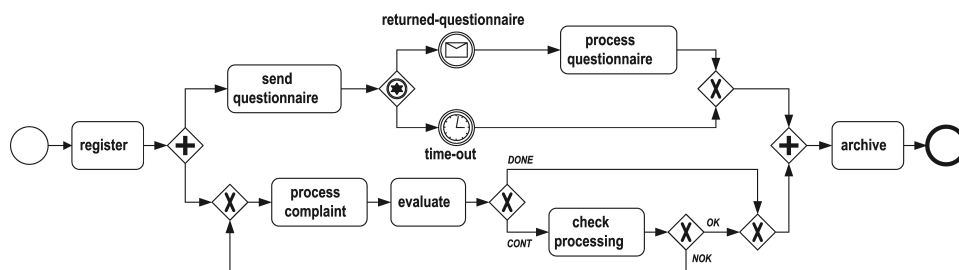 returned-questionnaire
process
questionnaire
send
questionnaire
time-out
register
archive
DONE
process
complaint
evaluate
check
processing
OK
CONT
NOK